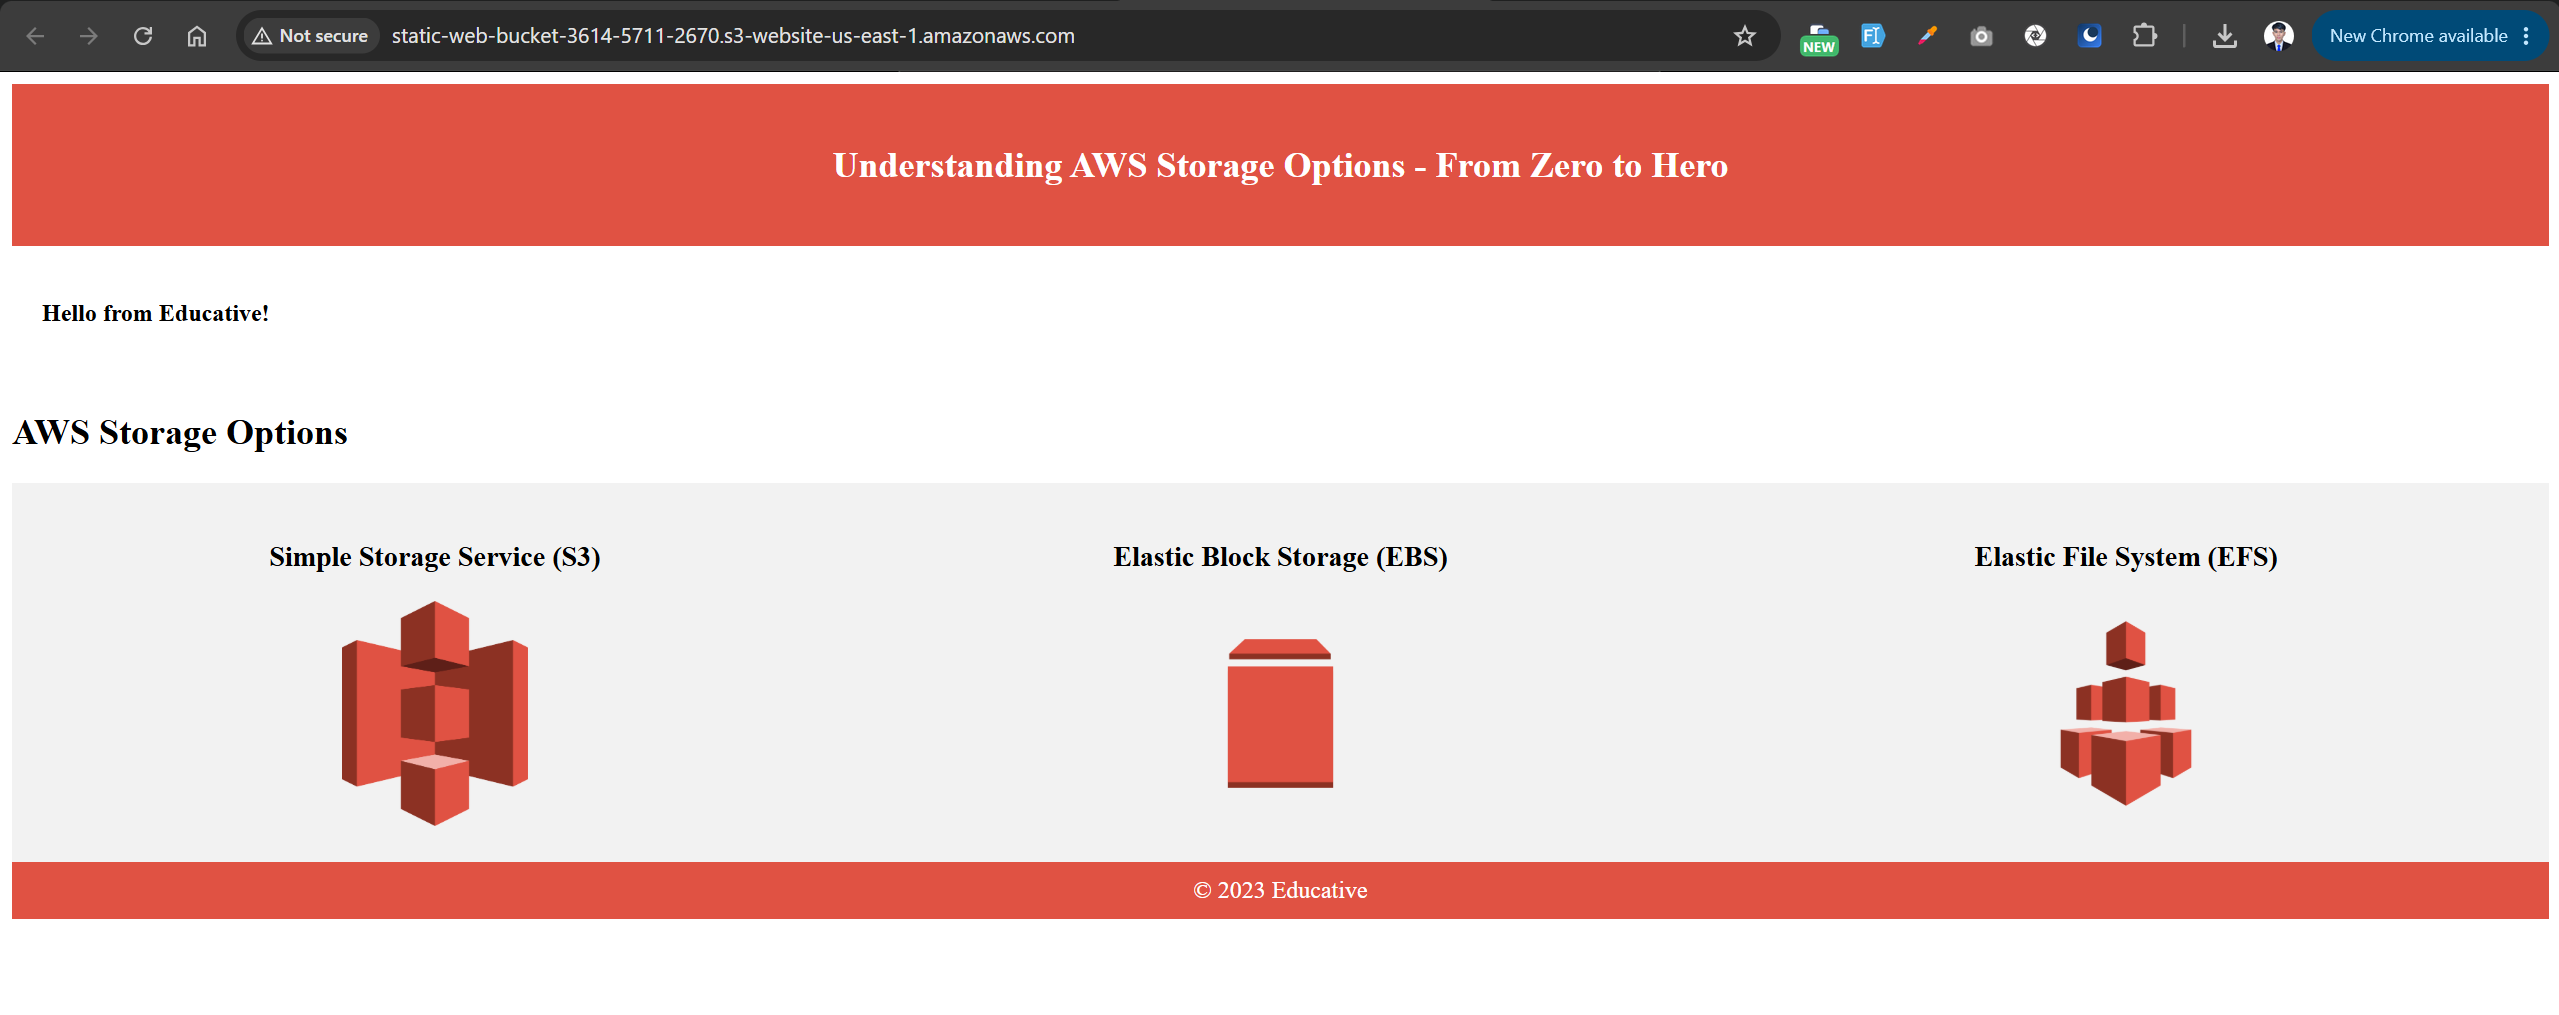 Not secure
static-web-bucket-3614-5711-2670.s3-website-us-east-1.amazonaws.com
NEW
New Chrome available
Understanding AWS Storage Options - From Zero to Hero
Hello from Educative!
AWS Storage Options
Simple Storage Service (S3)
Elastic Block Storage (EBS)
Elastic File System (EFS)
© 2023 Educative